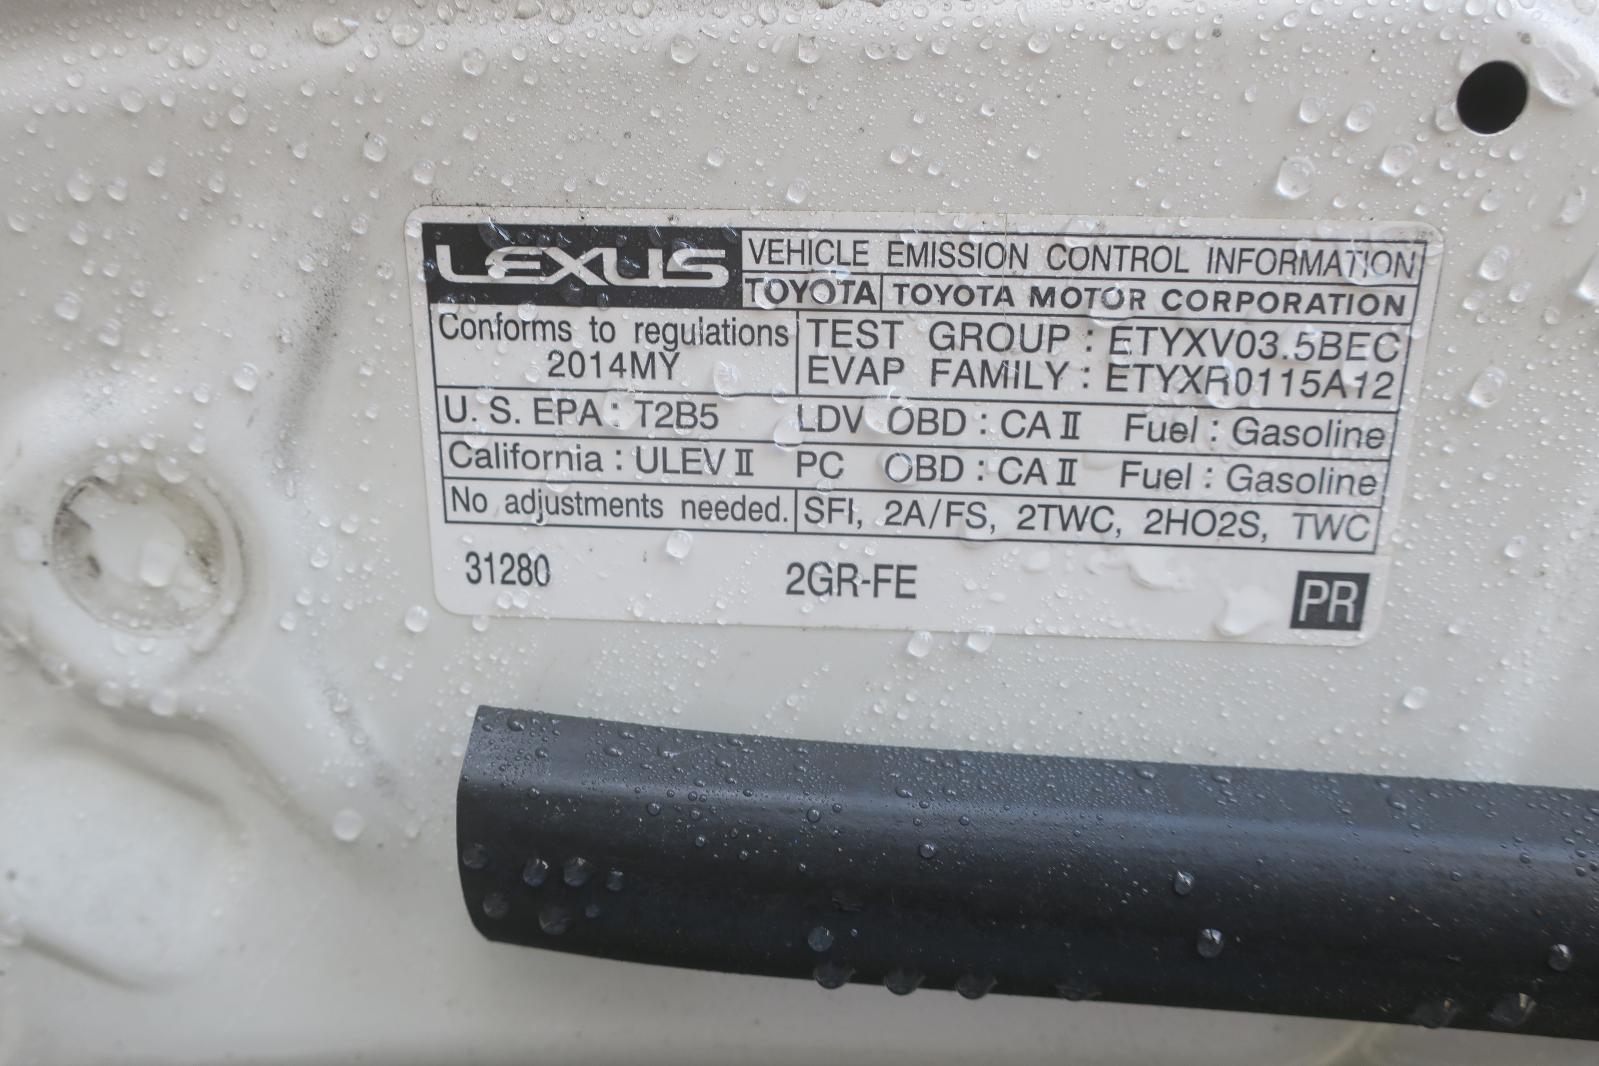 LEXUS VEHICLE EMISSION CONTROL INFORMATION
TOYOTA TOYOTA MOTOR CORPORATION
Conforms to regulations TEST GROUP : ETYXV03.5BEC
2014MY EVAP FAMILY : ETYXR0115A12
U. S. EPA : T2B5 LDV OBD : CA II Fuel : Gasoline
California : ULEV II PC OBD : CA II Fuel : Gasoline
No adjustments needed. SFI, 2A/FS, 2TWC, 2HO2S, TWC
31280 2GR-FE PR